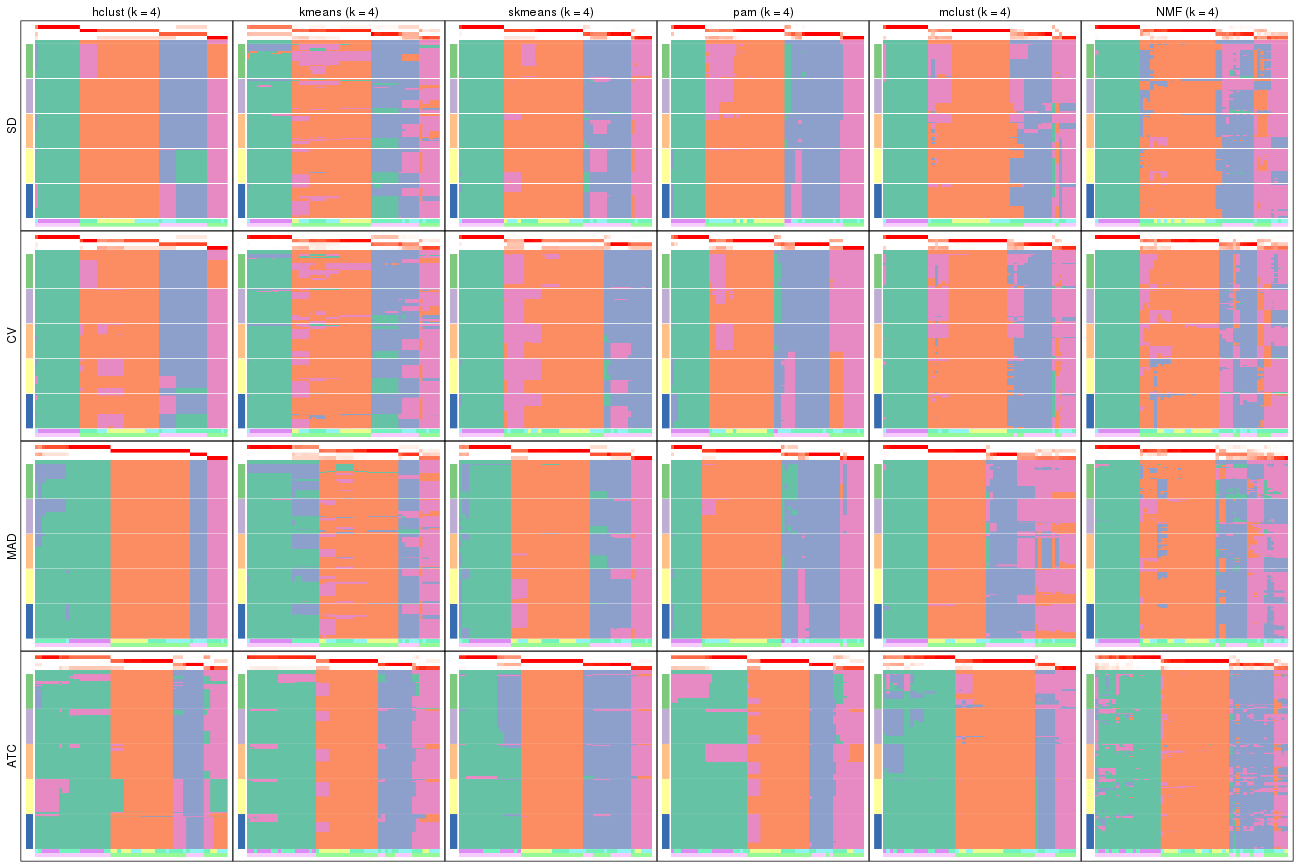 hclust (k = 4) kmeans (k = 4) skmeans (k = 4) pam (k = 4) mclust (k = 4) NMF (k = 4)
SD
CV
MAD
ATC